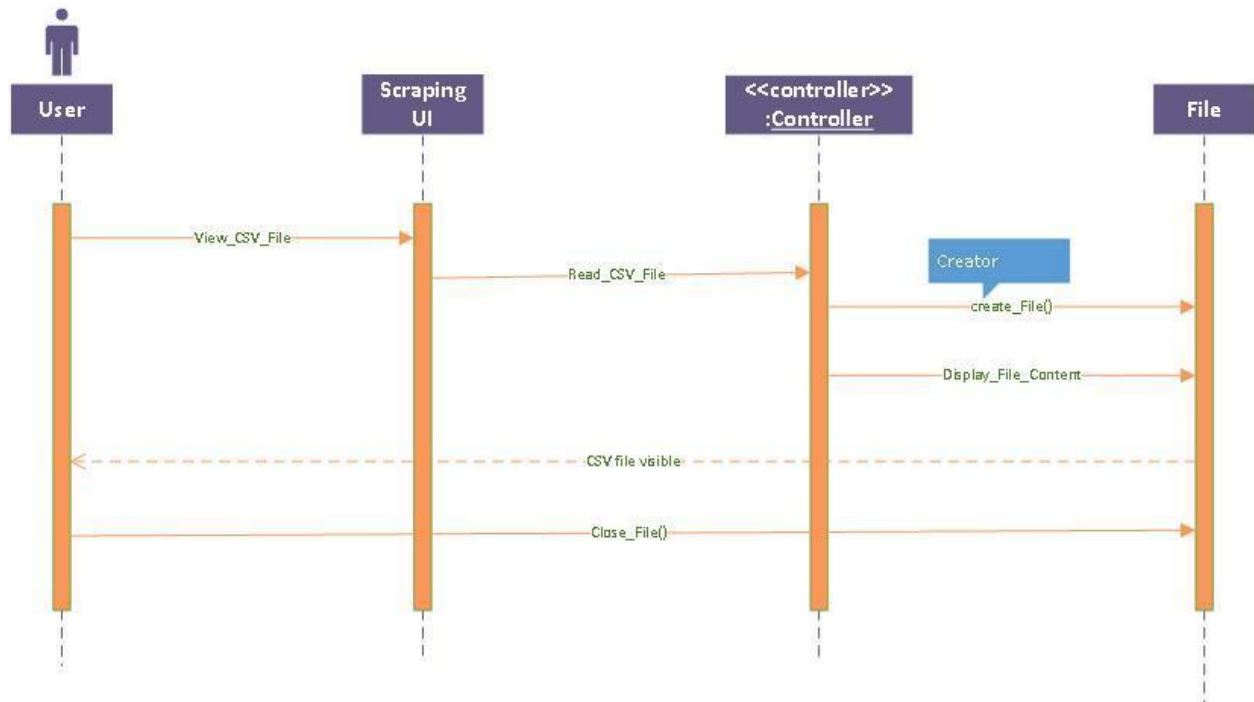 User
Scraping
UI
<<controller>>
:Controller
File
View_CSV_File
Read_CSV_File
Creator
create_File()
Display_File_Content
CSV file visible
Close_File()